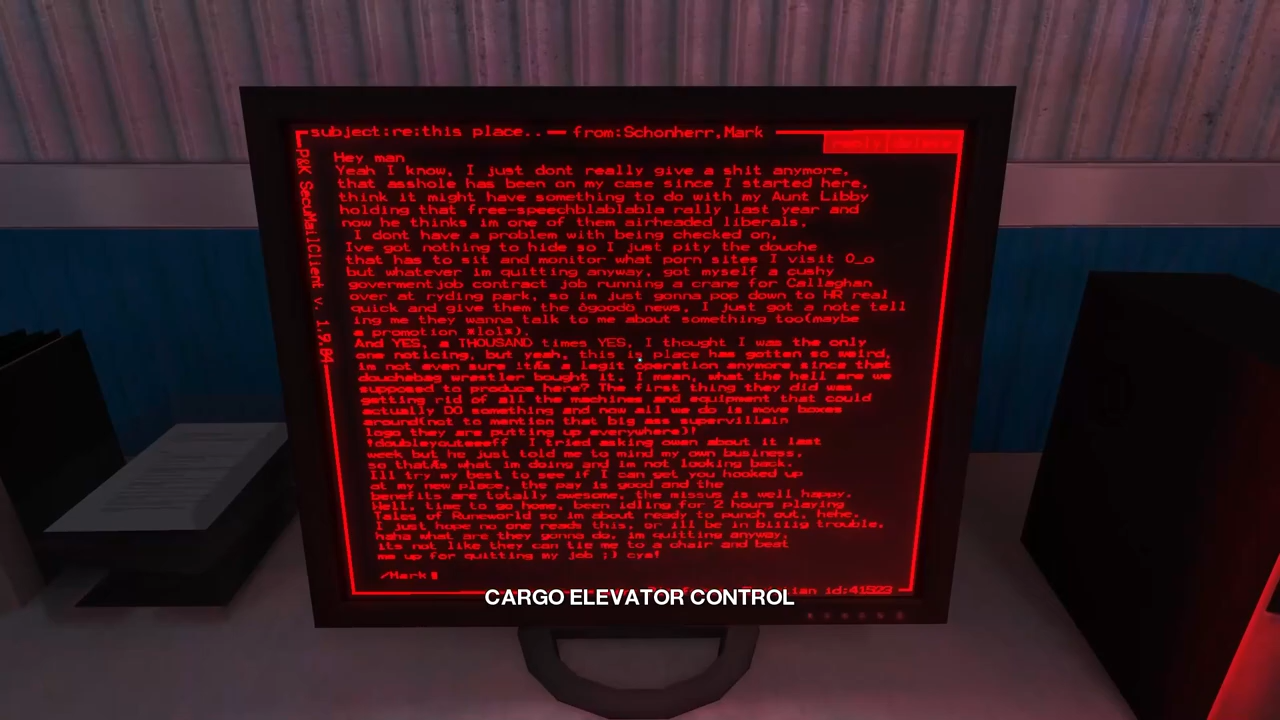 subject:re:this place.. from:Schonherr,Mark
P&K SecuMailClient v. 1.9.84
Hey man
Yeah I know, I just dont really give a shit anymore,
that asshole has been on my case since I started here,
think it might have something to do with my Aunt Libby
holding that free-speechblablabla rally last year and
now he thinks im one of them airheaded liberals.
I dont have a problem with being checked on,
Ive got nothing to hide so I just pity the douche
that has to sit and monitor what porn sites I visit O_o
but whatever im quitting anyway, got myself a cushy
goverment job contract job running a crane for Callaghan
over at ryding park, so im just gonna pop down to HR real
quick and give them the ôgoodö news, I just got a note tell
ing me they wanna talk to me about something too(maybe
a promotion *lol*).
And YES, a THOUSAND times YES, I thought I was the only
one noticing, but yeah, this is place has gotten so weird,
im not even sure itÆs a legit operation anymore since that
douchebag wrestler bought it. I mean, what the hell are we
supposed to produce here? The first thing they did was
getting rid of all the machines and equipment that could
actually DO something and now all we do is move boxes
around(not to mention that big ass supervillain
logo they are putting up everywhere)!
!doubleyouteeeff I tried asking owen about it last
week but he just told me to mind my own business,
so thatÆs what im doing and im not looking back.
Ill try my best to see if I can get you hooked up
at my new place, the pay is good and the
benefits are totally awesome, the missus is well happy.
Hell, time to go home, been idling for 2 hours playing
Tales of Runeworld so im about ready to punch out, hehe.
I just hope no one reads this, or ill be in biiiig trouble,
haha what are they gonna do, im quitting anyway,
its not like they can tie me to a chair and beat
me up for quitting my job ;) cya!
/Mark
id:41523
CARGO ELEVATOR CONTROL